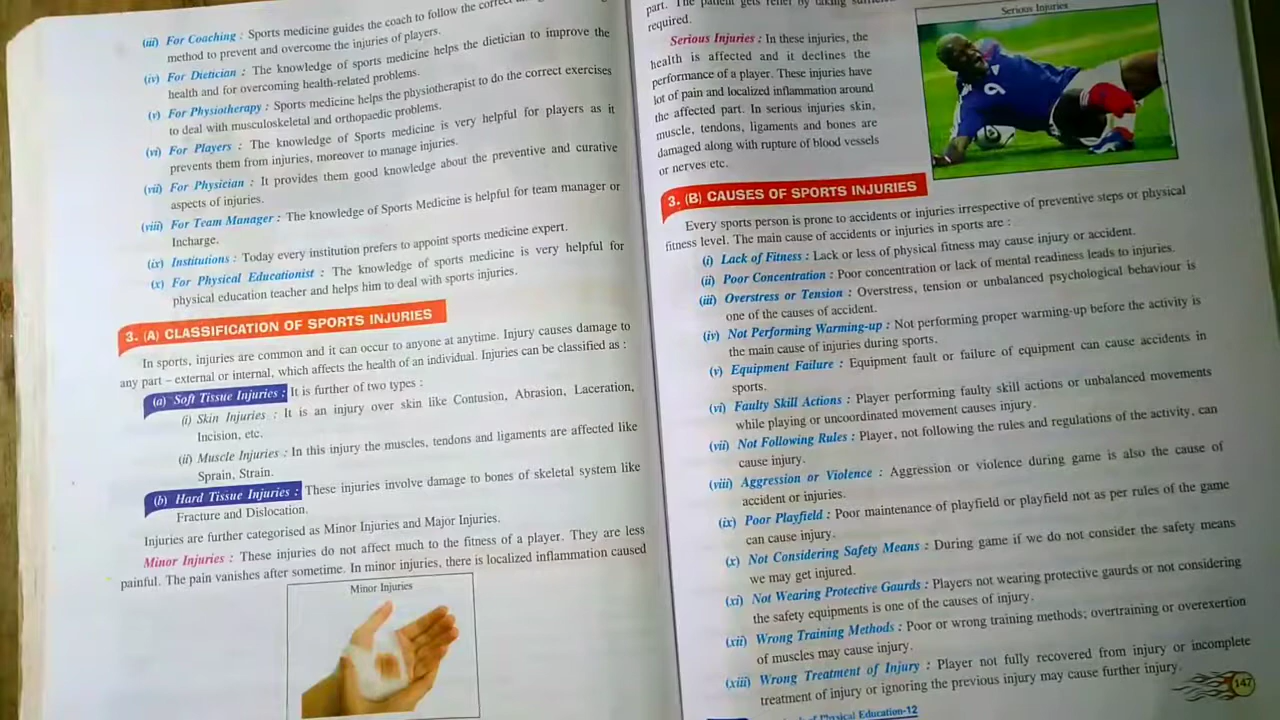 (iii) For Coaching : Sports medicine guides the coach to follow the correct
method to prevent and overcome the injuries of players.
(iv) For Dietician : The knowledge of sports medicine helps the dietician to improve the
health and for overcoming health-related problems.
(v) For Physiotherapy : Sports medicine helps the physiotherapist to do the correct exercises
to deal with musculoskeletal and orthopaedic problems.
(vi) For Players : The knowledge of Sports medicine is very helpful for players as it
prevents them from injuries, moreover to manage injuries.
(vii) For Physician : It provides them good knowledge about the preventive and curative
aspects of injuries.
(viii) For Team Manager : The knowledge of Sports Medicine is helpful for team manager or
Incharge.
(ix) Institutions : Today every institution prefers to appoint sports medicine expert.
(x) For Physical Educationist : The knowledge of sports medicine is very helpful for
physical education teacher and helps him to deal with sports injuries.
3. (A) CLASSIFICATION OF SPORTS INJURIES
In sports, injuries are common and it can occur to anyone at anytime. Injury causes damage to
any part – external or internal, which affects the health of an individual. Injuries can be classified as :
(a) Soft Tissue Injuries : It is further of two types :
(i) Skin Injuries : It is an injury over skin like Contusion, Abrasion, Laceration,
Incision, etc.
(ii) Muscle Injuries : In this injury the muscles, tendons and ligaments are affected like
Sprain, Strain.
(b) Hard Tissue Injuries : These injuries involve damage to bones of skeletal system like
Fracture and Dislocation.
Injuries are further categorised as Minor Injuries and Major Injuries.
Minor Injuries : These injuries do not affect much to the fitness of a player. They are less
painful. The pain vanishes after sometime. In minor injuries, there is localized inflammation caused
Minor Injuries
part. The patient gets relief by taking
required.
Serious Injuries : In these injuries, the
health is affected and it declines the
performance of a player. These injuries have
lot of pain and localized inflammation around
the affected part. In serious injuries skin,
muscle, tendons, ligaments and bones are
damaged along with rupture of blood vessels
or nerves etc.
Serious Injuries
9
3. (B) CAUSES OF SPORTS INJURIES
Every sports person is prone to accidents or injuries irrespective of preventive steps or physical
fitness level. The main cause of accidents or injuries in sports are :
(i) Lack of Fitness : Lack or less of physical fitness may cause injury or accident.
(ii) Poor Concentration : Poor concentration or lack of mental readiness leads to injuries.
(iii) Overstress or Tension : Overstress, tension or unbalanced psychological behaviour is
one of the causes of accident.
(iv) Not Performing Warming-up : Not performing proper warming-up before the activity is
the main cause of injuries during sports.
(v) Equipment Failure : Equipment fault or failure of equipment can cause accidents in
sports.
(vi) Faulty Skill Actions : Player performing faulty skill actions or unbalanced movements
while playing or uncoordinated movement causes injury.
(vii) Not Following Rules : Player, not following the rules and regulations of the activity, can
cause injury.
(viii) Aggression or Violence : Aggression or violence during game is also the cause of
accident or injuries.
(ix) Poor Playfield : Poor maintenance of playfield or playfield not as per rules of the game
can cause injury.
(x) Not Considering Safety Means : During game if we do not consider the safety means
we may get injured.
(xi) Not Wearing Protective Gaurds : Players not wearing protective gaurds or not considering
the safety equipments is one of the causes of injury.
(xii) Wrong Training Methods : Poor or wrong training methods; overtraining or overexertion
of muscles may cause injury.
(xiii) Wrong Treatment of Injury : Player not fully recovered from injury or incomplete
treatment of injury or ignoring the previous injury may cause further injury.
147
of Physical Education-12